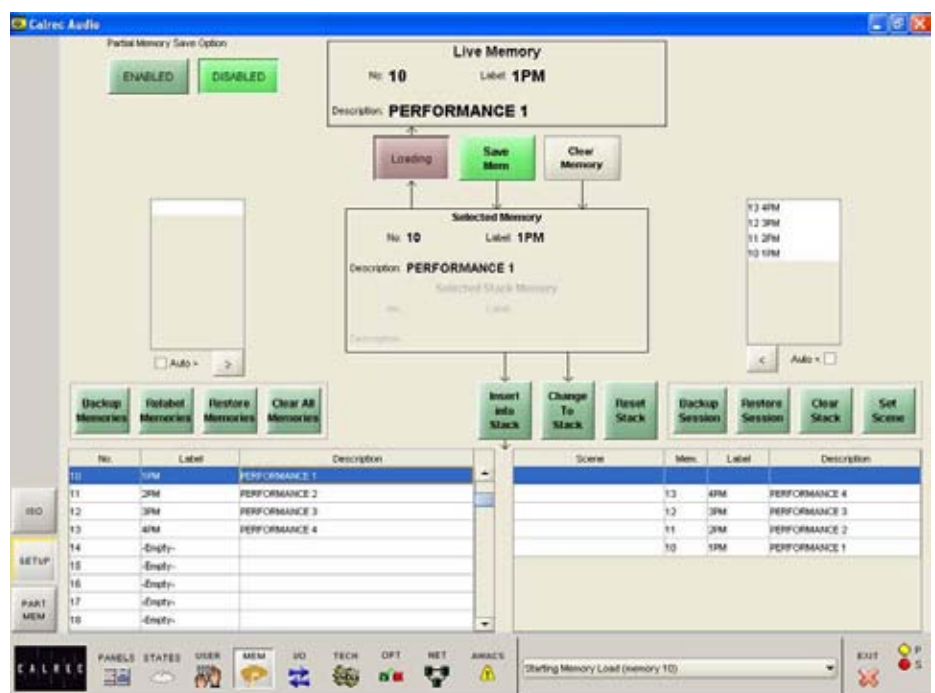 Calrec Audio
Partial Memory Save Option
ENABLED
DISABLED
Live Memory
No: 10 Label: 1PM
Description: PERFORMANCE 1
Loading
Save Mem
Clear Memory
Selected Memory
No: 10 Label: 1PM
Description: PERFORMANCE 1
Selected Stack Memory
No: Label:
Description:
13 4PM
12 3PM
11 2PM
10 1PM
Auto >
>
<
Auto <
Backup Memories
Relabel Memories
Restore Memories
Clear All Memories
Insert into Stack
Change To Stack
Reset Stack
Backup Session
Restore Session
Clear Stack
Set Scene
No. Label Description
10 1PM PERFORMANCE 1
11 2PM PERFORMANCE 2
12 3PM PERFORMANCE 3
13 4PM PERFORMANCE 4
14 -Empty-
15 -Empty-
16 -Empty-
17 -Empty-
18 -Empty-
Scene Mem. Label Description
13 4PM PERFORMANCE 4
12 3PM PERFORMANCE 3
11 2PM PERFORMANCE 2
10 1PM PERFORMANCE 1
ISO
SETUP
PART MEM
CALREC
PANELS
STATES
USER
MEM
I/O
TECH
OPT
NET
AWACS
Starting Memory Load (memory 10)
EXIT
P
S